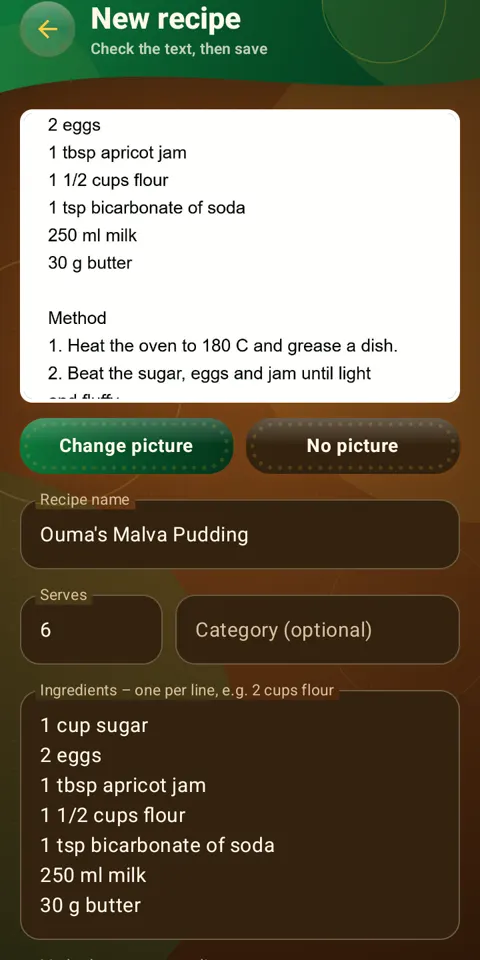 New recipe
Check the text, then save
2 eggs
1 tbsp apricot jam
1 1/2 cups flour
1 tsp bicarbonate of soda
250 ml milk
30 g butter
Method
1. Heat the oven to 180 C and grease a dish.
2. Beat the sugar, eggs and jam until light
and fluffy
Change picture
No picture
Recipe name
Ouma's Malva Pudding
Serves
6
Category (optional)
Ingredients – one per line, e.g. 2 cups flour
1 cup sugar
2 eggs
1 tbsp apricot jam
1 1/2 cups flour
1 tsp bicarbonate of soda
250 ml milk
30 g butter